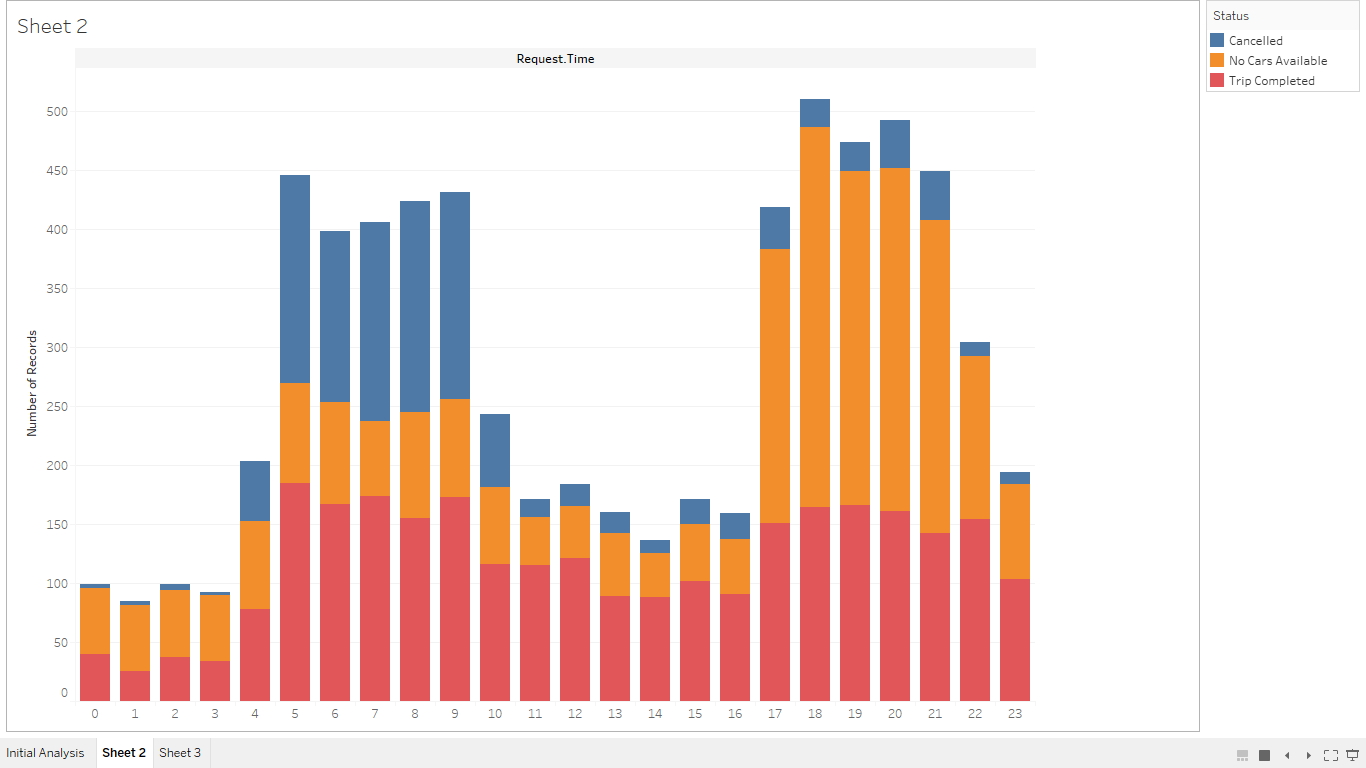 Sheet 2
Request.Time
Status
Cancelled
No Cars Available
Trip Completed
Number of Records
500
450
400
350
300
250
200
150
100
50
0
0 1 2 3 4 5 6 7 8 9 10 11 12 13 14 15 16 17 18 19 20 21 22 23
Initial Analysis Sheet 2 Sheet 3